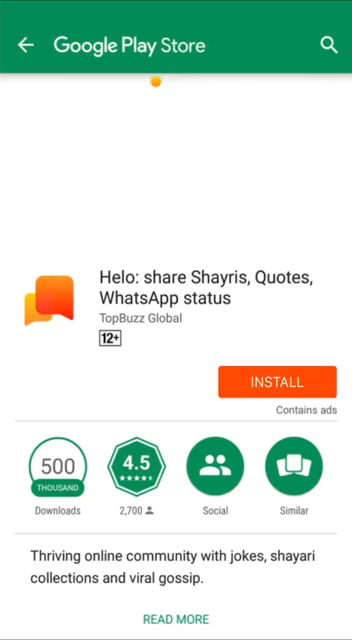 Google Play Store
Helo: share Shayris, Quotes,
WhatsApp status
TopBuzz Global
12+
INSTALL
Contains ads
500
THOUSAND
Downloads
4.5
2,700
Social
Similar
Thriving online community with jokes, shayari
collections and viral gossip.
READ MORE